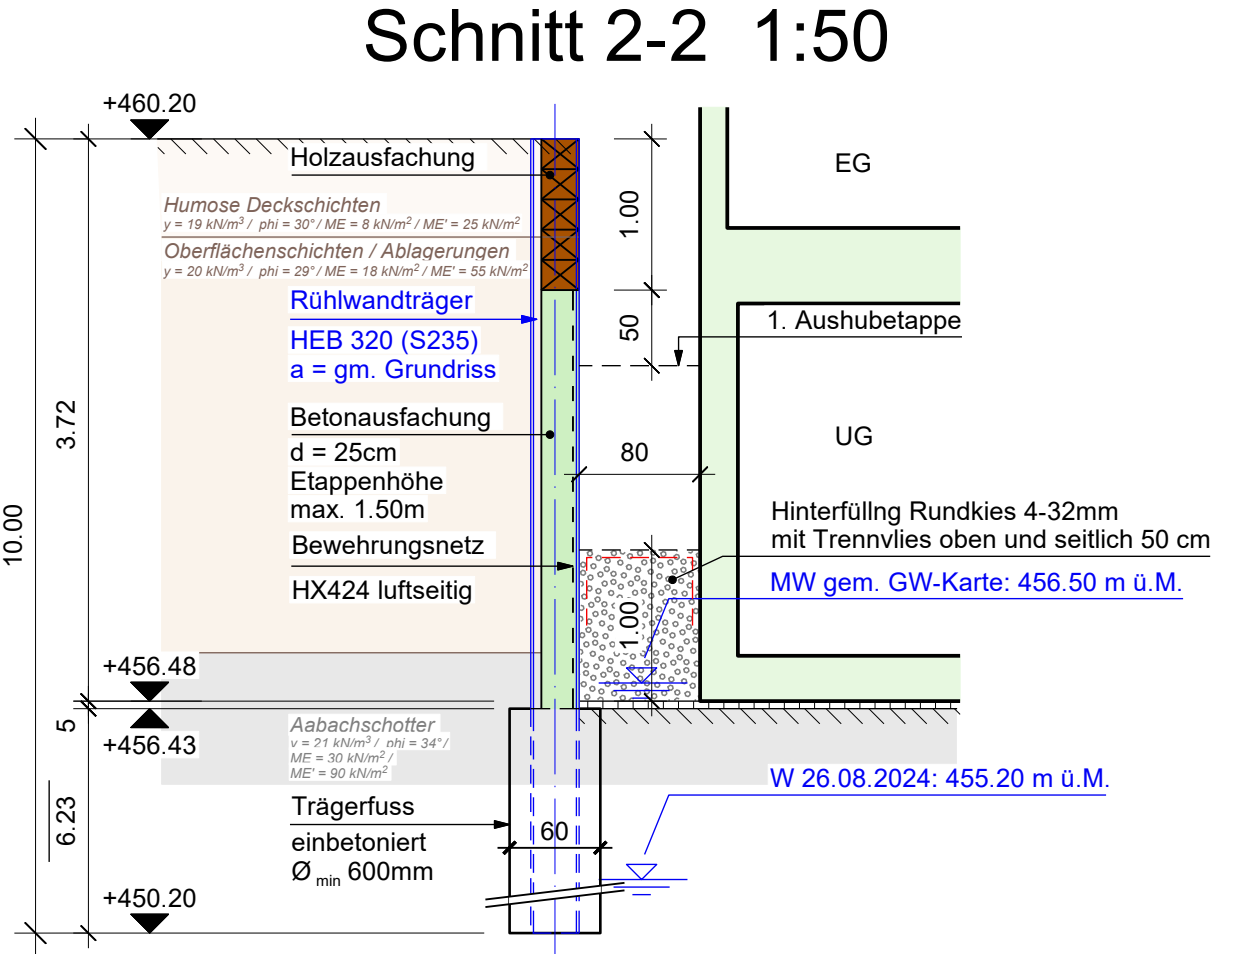 Schnitt 2-2 1:50
+460.20
Holzausfachung
EG
Humose Deckschichten
γ = 19 kN/m³ / phi = 30° / ME = 8 kN/m² / ME' = 25 kN/m²
1.00
Oberflächenschichten / Ablagerungen
γ = 20 kN/m³ / phi = 29° / ME = 18 kN/m² / ME' = 55 kN/m²
Rühlwandträger
HEB 320 (S235)
a = gm. Grundriss
50
1. Aushubetappe
3.72
Betonausfachung
d = 25cm
Etappenhöhe
max. 1.50m
80
UG
10.00
Bewehrungsnetz
HX424 luftseitig
Hinterfüllng Rundkies 4-32mm
mit Trennvlies oben und seitlich 50 cm
MW gem. GW-Karte: 456.50 m ü.M.
1.00
+456.48
5
+456.43
Aabachschotter
γ = 21 kN/m³ / phi = 34° /
ME = 30 kN/m² /
ME' = 90 kN/m²
W 26.08.2024: 455.20 m ü.M.
6.23
Trägerfuss
einbetoniert
Ø min 600mm
60
+450.20